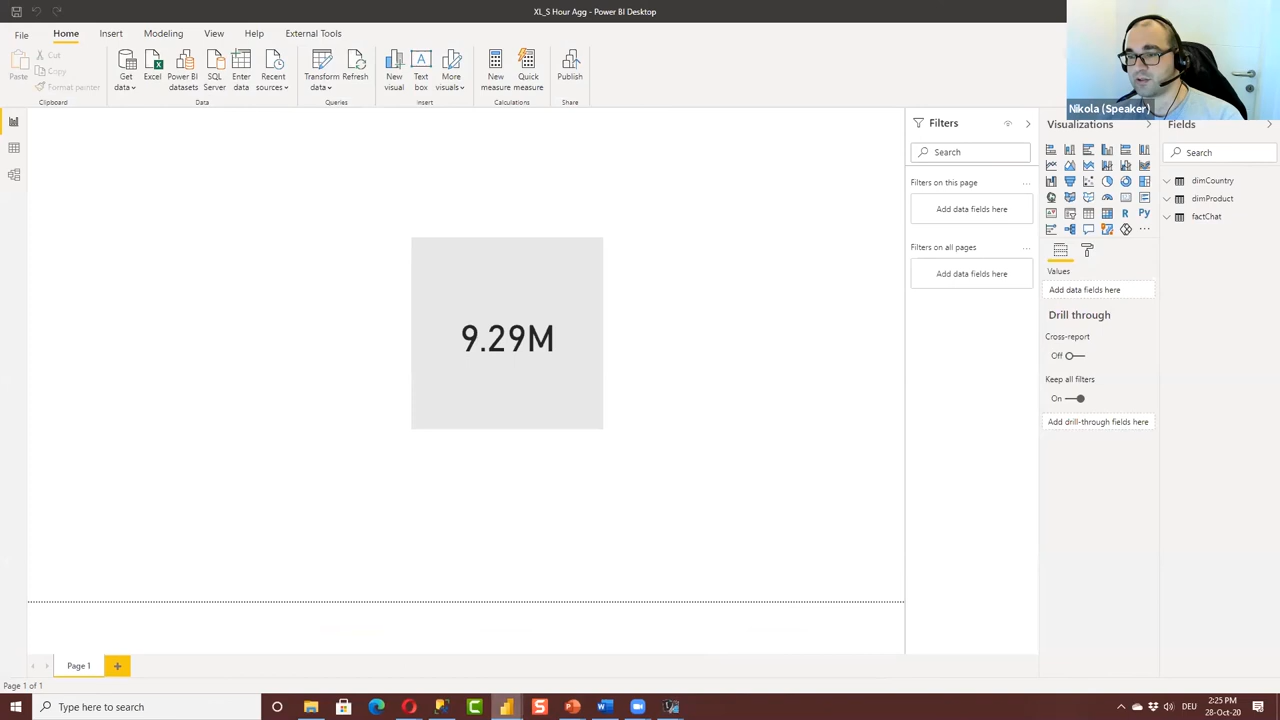 XL_S Hour Agg - Power BI Desktop
File
Home
Insert
Modeling
View
Help
External Tools
Paste
Cut
Copy
Format painter
Clipboard
Get data
Excel
Power BI datasets
SQL Server
Enter data
Recent sources
Data
Transform data
Refresh
Queries
New visual
Text box
More visuals
Insert
New measure
Quick measure
Calculations
Publish
Share
Nikola (Speaker)
9.29M
Filters
Search
Filters on this page
Add data fields here
Filters on all pages
Add data fields here
Visualizations
R
Py
Values
Add data fields here
Drill through
Cross-report
Off
Keep all filters
On
Add drill-through fields here
Fields
Search
dimCountry
dimProduct
factChat
Page 1
Page 1 of 1
Type here to search
DEU
2:25 PM
28-Oct-20